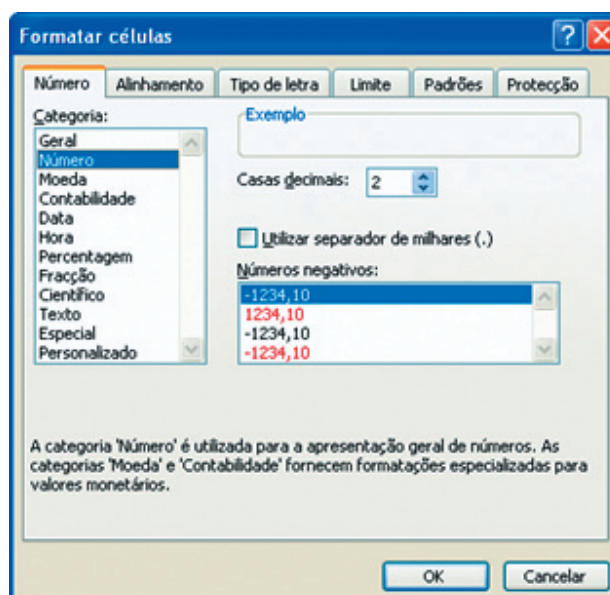 Formatar células
Número Alinhamento Tipo de letra Limite Padrões Protecção
Categoria:
Geral
Número
Moeda
Contabilidade
Data
Hora
Percentagem
Fracção
Científico
Texto
Especial
Personalizado
Exemplo
Casas decimais: 2
Utilizar separador de milhares (.)
Números negativos:
-1234,10
1234,10
-1234,10
-1234,10
A categoria 'Número' é utilizada para a apresentação geral de números. As
categorias 'Moeda' e 'Contabilidade' fornecem formatações especializadas para
valores monetários.
OK Cancelar